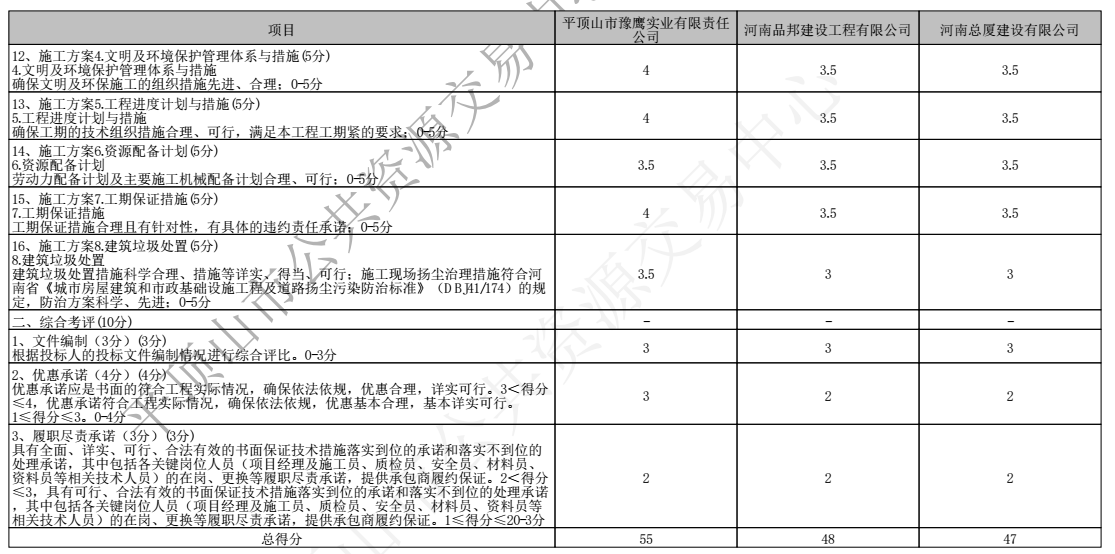 项目 平顶山市豫鹰实业有限责任公司 河南品邦建设工程有限公司 河南总厦建设有限公司
12、施工方案4.文明及环境保护管理体系与措施(5分)
4.文明及环境保护管理体系与措施
确保文明及环保施工的组织措施先进、合理；0-5分
4 3.5 3.5
13、施工方案5.工程进度计划与措施(5分)
5.工程进度计划与措施
确保工期的技术组织措施合理、可行，满足本工程工期紧的要求；0-5分
4 3.5 3.5
14、施工方案6.资源配备计划(5分)
6.资源配备计划
劳动力配备计划及主要施工机械配备计划合理、可行；0-5分
3.5 3.5 3.5
15、施工方案7.工期保证措施(5分)
7.工期保证措施
工期保证措施合理且有针对性，有具体的违约责任承诺；0-5分
4 3.5 3.5
16、施工方案8.建筑垃圾处置(5分)
8.建筑垃圾处置
建筑垃圾处置措施科学合理、措施等详实、得当、可行；施工现场扬尘治理措施符合河
南省《城市房屋建筑和市政基础设施工程及道路扬尘污染防治标准》（DBJ41/174）的规
定，防治方案科学、先进；0-5分
3.5 3 3
二、综合考评(10分) - - -
1、文件编制（3分）(3分)
根据投标人的投标文件编制情况进行综合评比。0-3分
3 3 3
2、优惠承诺（4分）(4分)
优惠承诺应是书面的符合工程实际情况，确保依法依规，优惠合理，详实可行。3＜得分
≤4，优惠承诺符合工程实际情况，确保依法依规，优惠基本合理，基本详实可行。
1≤得分≤3。0-4分
3 2 2
3、履职尽责承诺（3分）(3分)
具有全面、详实、可行、合法有效的书面保证技术措施落实到位的承诺和落实不到位的
处理承诺，其中包括各关键岗位人员（项目经理及施工员、质检员、安全员、材料员、
资料员等相关技术人员）的在岗、更换等履职尽责承诺，提供承包商履约保证。2＜得分
≤3，具有可行、合法有效的书面保证技术措施落实到位的承诺和落实不到位的处理承诺
，其中包括各关键岗位人员（项目经理及施工员、质检员、安全员、材料员、资料员等
相关技术人员）的在岗、更换等履职尽责承诺，提供承包商履约保证。1≤得分≤20-3分
2 2 2
总得分 55 48 47
平顶山市公共资源交易中
公共资源交易中心